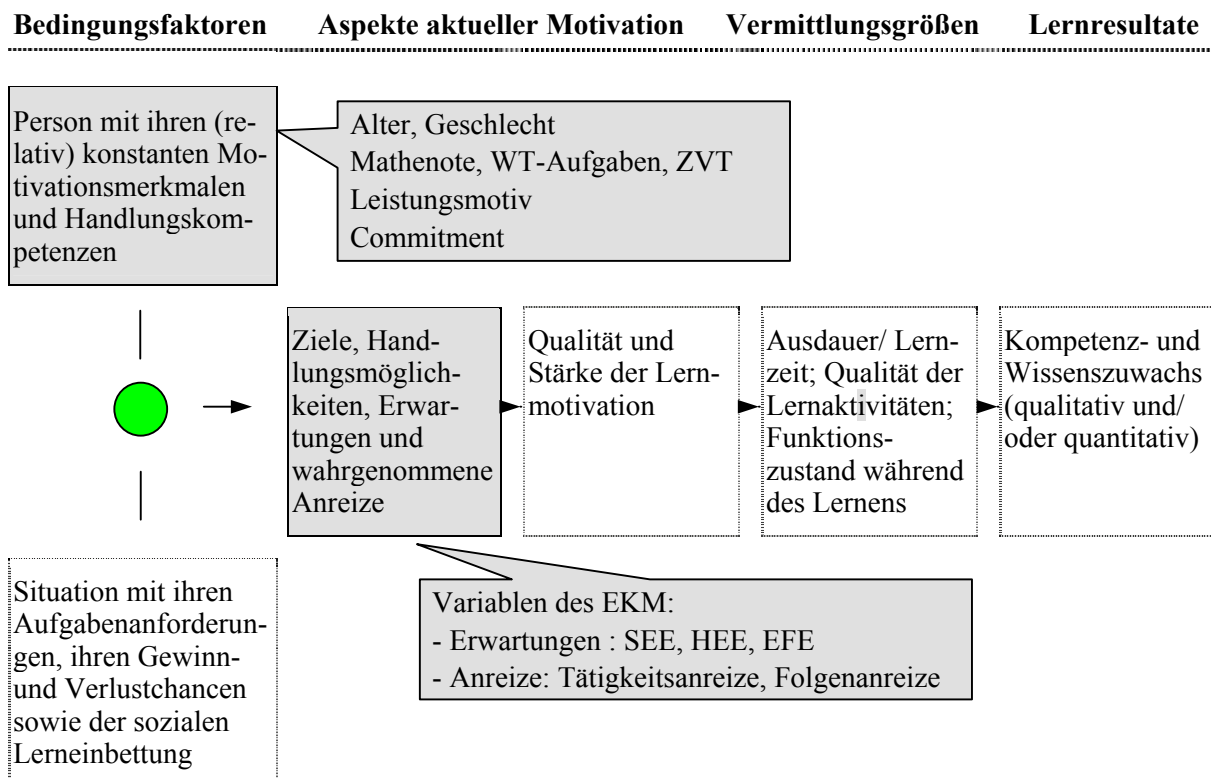 Bedingungsfaktoren Aspekte aktueller Motivation Vermittlungsgrößen Lernresultate
Person mit ihren (re-
lativ) konstanten Mo-
tivationsmerkmalen
und Handlungskom-
petenzen
Alter, Geschlecht
Mathenote, WT-Aufgaben, ZVT
Leistungsmotiv
Commitment
Ziele, Hand-
lungsmöglich-
keiten, Erwar-
tungen und
wahrgenommene
Anreize
Qualität und
Stärke der Lern-
motivation
Ausdauer/ Lern-
zeit; Qualität der
Lernaktivitäten;
Funktions-
zustand während
des Lernens
Kompetenz- und
Wissenszuwachs
(qualitativ und/
oder quantitativ)
Situation mit ihren
Aufgabenanforderun-
gen, ihren Gewinn-
und Verlustchancen
sowie der sozialen
Lerneinbettung
Variablen des EKM:
- Erwartungen : SEE, HEE, EFE
- Anreize: Tätigkeitsanreize, Folgenanreize